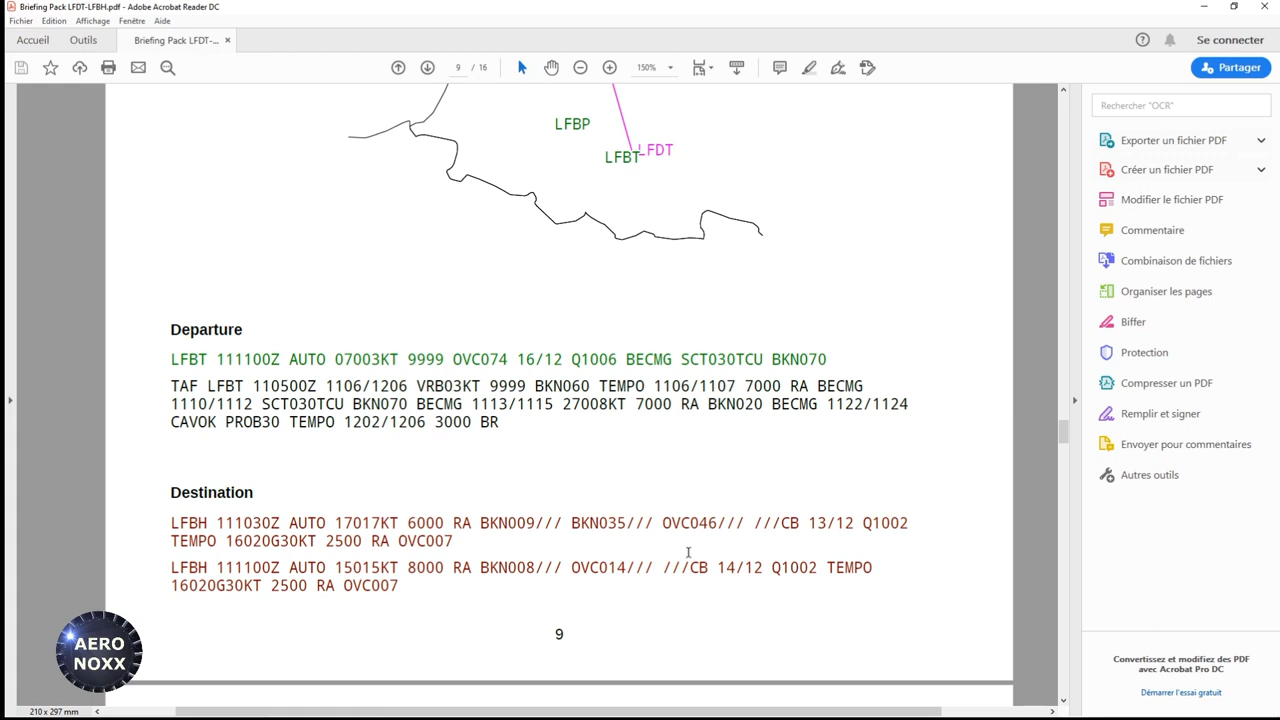 Briefing Pack LFDT-LFBH.pdf - Adobe Acrobat Reader DC
Fichier Edition Affichage Fenêtre Aide
Accueil Outils Briefing Pack LFDT-... × Se connecter
9 / 16 150% Partager
LFBP
LFBT LFDT
Departure
LFBT 111100Z AUTO 07003KT 9999 OVC074 16/12 Q1006 BECMG SCT030TCU BKN070
TAF LFBT 110500Z 1106/1206 VRB03KT 9999 BKN060 TEMPO 1106/1107 7000 RA BECMG
1110/1112 SCT030TCU BKN070 BECMG 1113/1115 27008KT 7000 RA BKN020 BECMG 1122/1124
CAVOK PROB30 TEMPO 1202/1206 3000 BR
Destination
LFBH 111030Z AUTO 17017KT 6000 RA BKN009/// BKN035/// OVC046/// ///CB 13/12 Q1002
TEMPO 16020G30KT 2500 RA OVC007
LFBH 111100Z AUTO 15015KT 8000 RA BKN008/// OVC014/// ///CB 14/12 Q1002 TEMPO
16020G30KT 2500 RA OVC007
9
AERO
NOXX
210 x 297 mm
Rechercher "OCR"
Exporter un fichier PDF
Créer un fichier PDF
Modifier le fichier PDF
Commentaire
Combinaison de fichiers
Organiser les pages
Biffer
Protection
Compresser un PDF
Remplir et signer
Envoyer pour commentaires
Autres outils
Convertissez et modifiez des PDF
avec Acrobat Pro DC
Démarrer l'essai gratuit